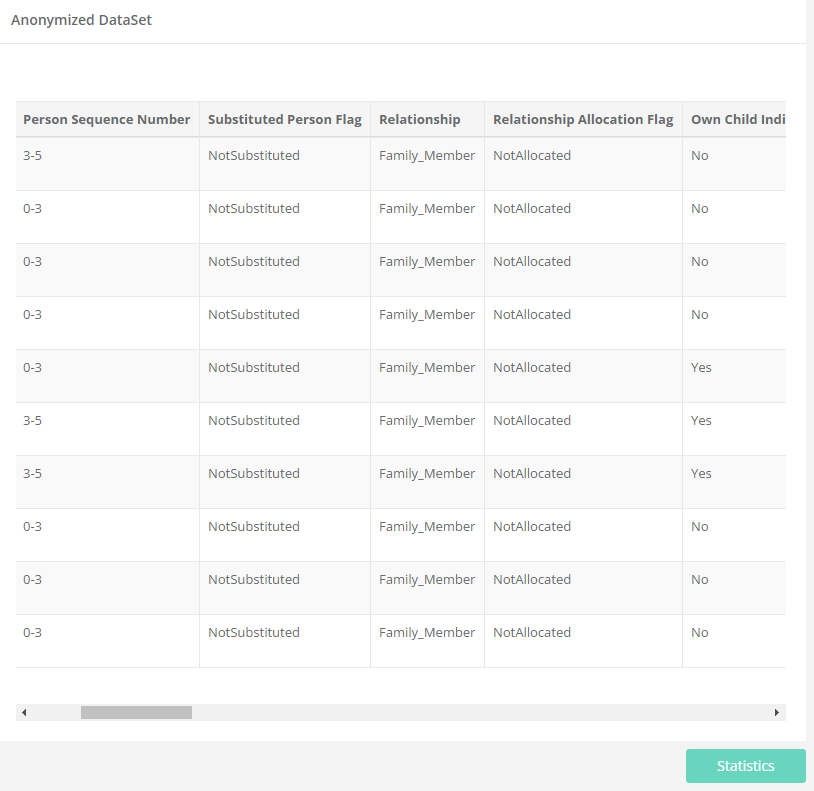 Anonymized DataSet
Person Sequence Number Substituted Person Flag Relationship Relationship Allocation Flag Own Child Indi
3-5 NotSubstituted Family_Member NotAllocated No
0-3 NotSubstituted Family_Member NotAllocated No
0-3 NotSubstituted Family_Member NotAllocated No
0-3 NotSubstituted Family_Member NotAllocated No
0-3 NotSubstituted Family_Member NotAllocated Yes
3-5 NotSubstituted Family_Member NotAllocated Yes
3-5 NotSubstituted Family_Member NotAllocated Yes
0-3 NotSubstituted Family_Member NotAllocated No
0-3 NotSubstituted Family_Member NotAllocated No
0-3 NotSubstituted Family_Member NotAllocated No
Statistics